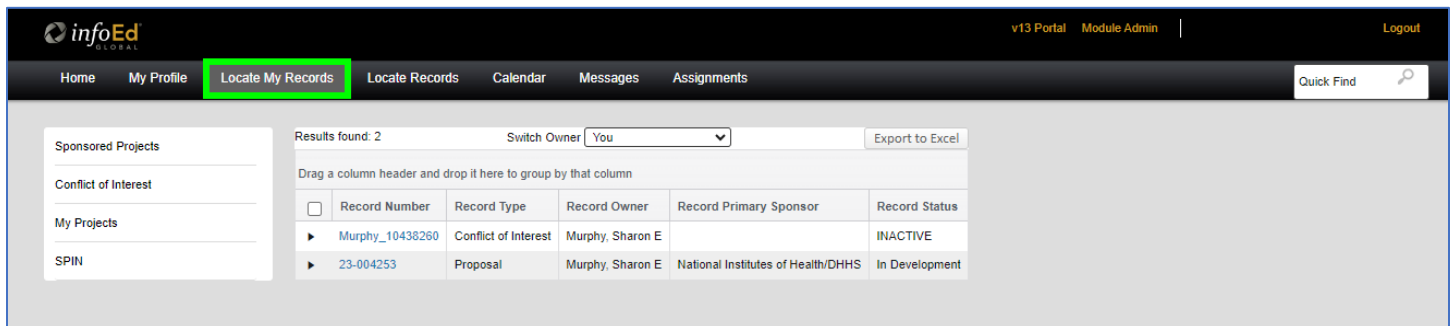 infoEd
GLOBAL
v13 Portal Module Admin Logout
Home My Profile Locate My Records Locate Records Calendar Messages Assignments Quick Find
Sponsored Projects
Conflict of Interest
My Projects
SPIN
Results found: 2 Switch Owner You Export to Excel
Drag a column header and drop it here to group by that column
Record Number Record Type Record Owner Record Primary Sponsor Record Status
Murphy_10438260 Conflict of Interest Murphy, Sharon E INACTIVE
23-004253 Proposal Murphy, Sharon E National Institutes of Health/DHHS In Development